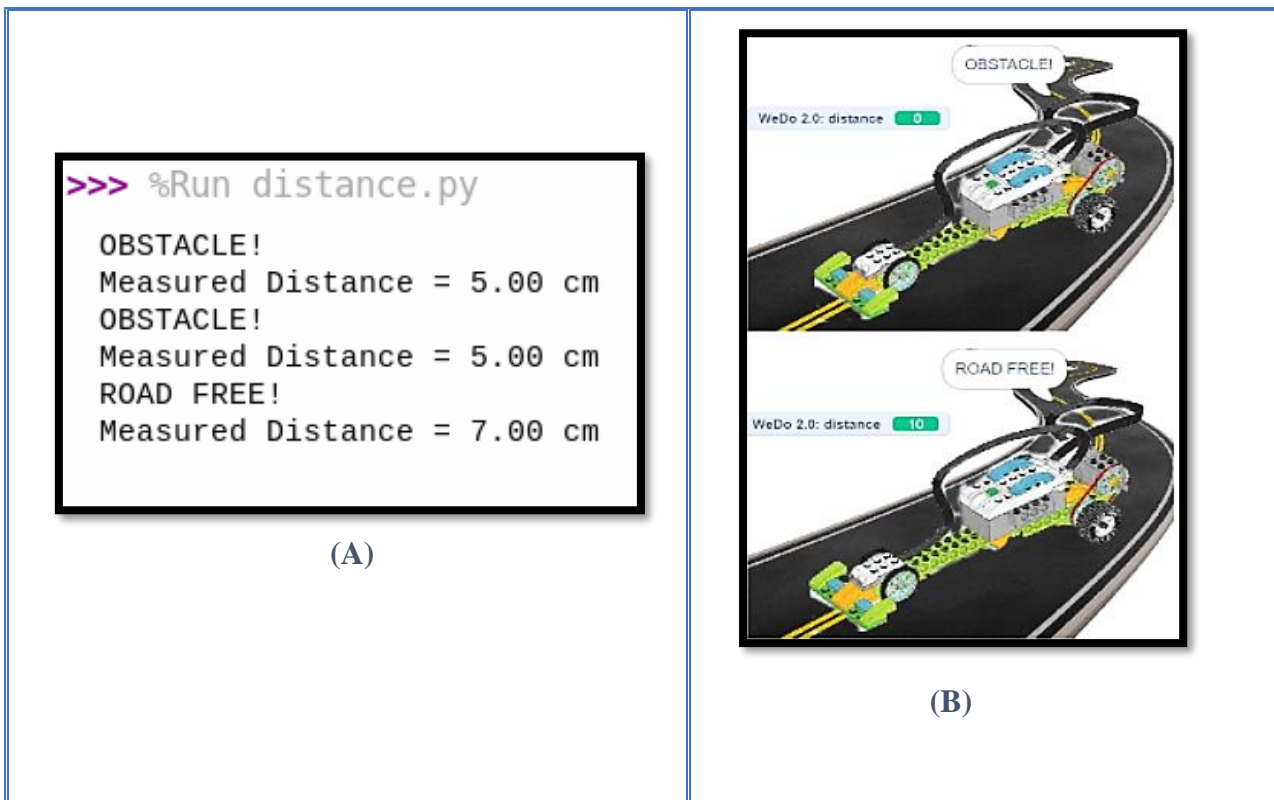 >>> %Run distance.py
OBSTACLE!
Measured Distance = 5.00 cm
OBSTACLE!
Measured Distance = 5.00 cm
ROAD FREE!
Measured Distance = 7.00 cm
(A)
OBSTACLE!
WeDo 2.0: distance 0
ROAD FREE!
WeDo 2.0: distance 10
(B)